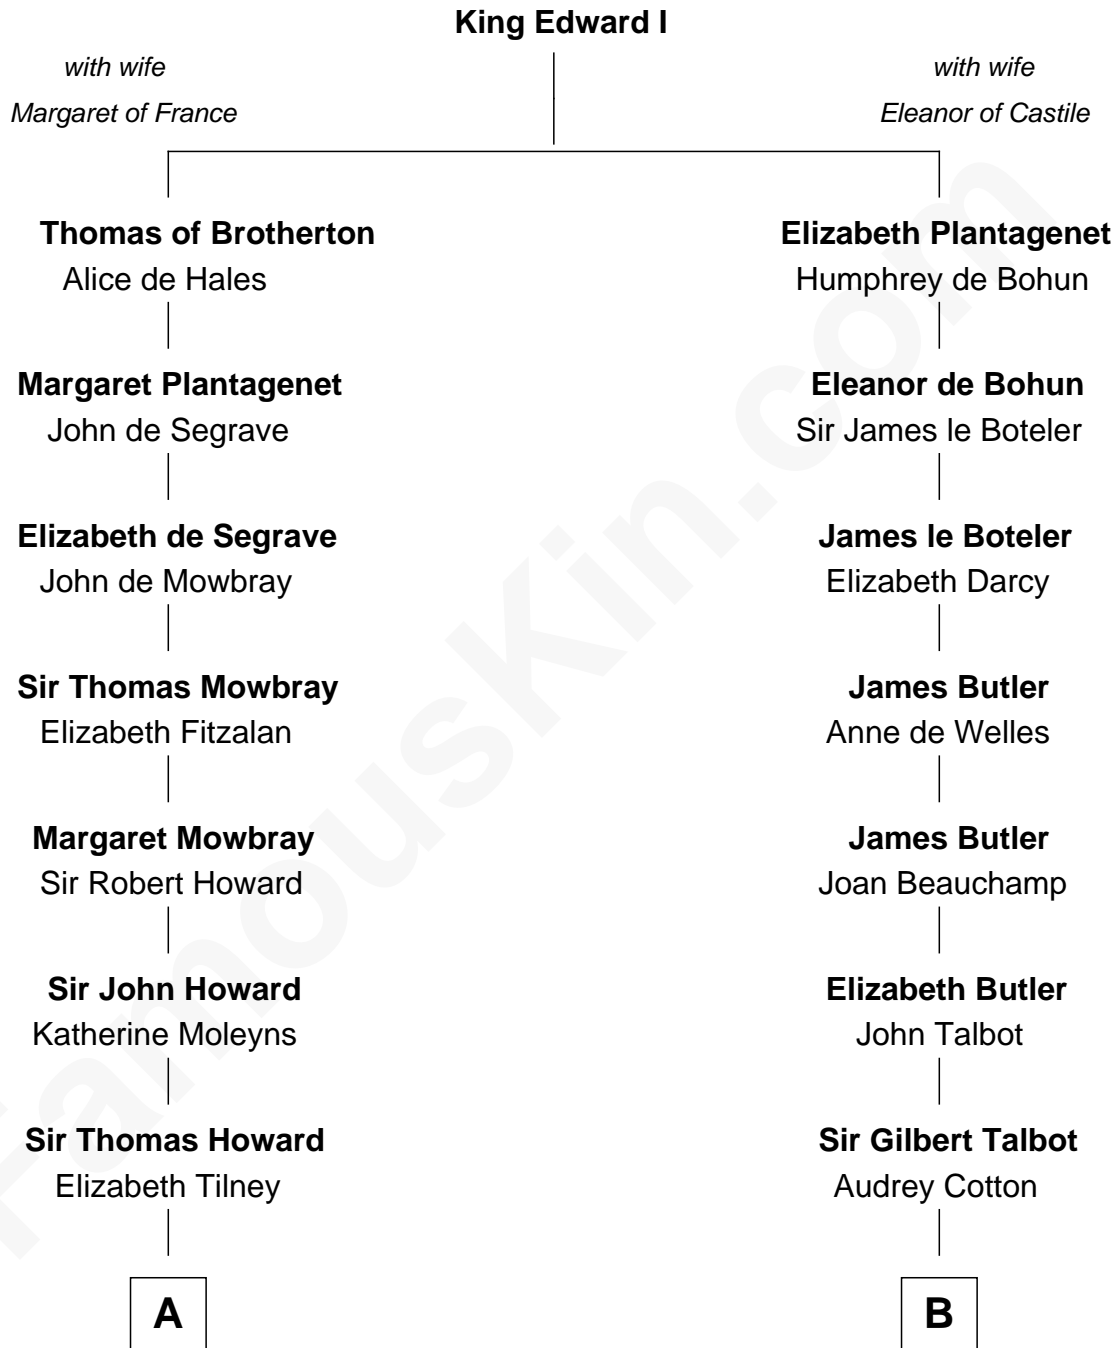 King Edward I
with wife
Margaret of France
with wife
Eleanor of Castile
Thomas of Brotherton
Alice de Hales
Elizabeth Plantagenet
Humphrey de Bohun
Margaret Plantagenet
John de Segrave
Eleanor de Bohun
Sir James le Boteler
Elizabeth de Segrave
John de Mowbray
James le Boteler
Elizabeth Darcy
Sir Thomas Mowbray
Elizabeth Fitzalan
James Butler
Anne de Welles
Margaret Mowbray
Sir Robert Howard
James Butler
Joan Beauchamp
Sir John Howard
Katherine Moleyns
Elizabeth Butler
John Talbot
Sir Thomas Howard
Elizabeth Tilney
Sir Gilbert Talbot
Audrey Cotton
A
B
FamousKin.com